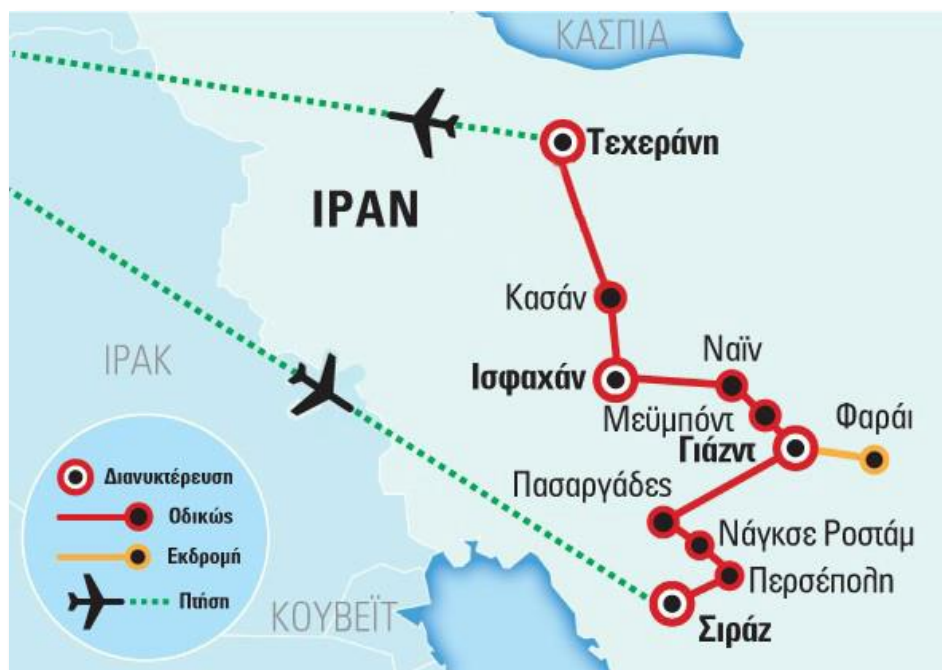 ΚΑΣΠΙΑ
Τεχεράνη
ΙΡΑΝ
Κασάν
ΙΡΑΚ
Ναΐν
Ισφαχάν
Μεϋμπόντ
Φαράι
Γιάζντ
Πασαργάδες
Νάγκσε Ροστάμ
Περσέπολη
Σιράζ
ΚΟΥΒΕΪΤ
Διανυκτέρευση
Οδικώς
Εκδρομή
Πτήση